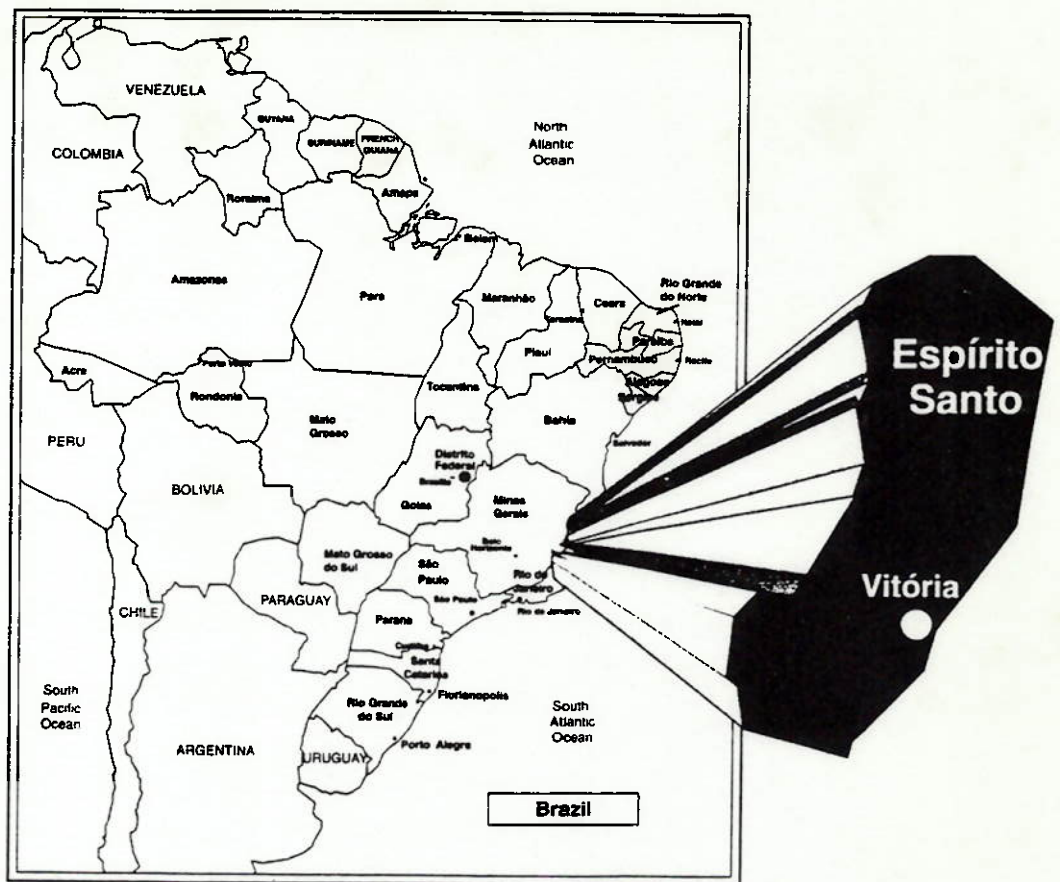 VENEZUELA
GUYANA
SURINAME
FRENCH
GUIANA
North
Atlantic
Ocean
COLOMBIA
Roraima
Amapa
Belem
Amazonas
Para
Maranhão
Teresina
Ceara
Rio Grande
do Norte
Natal
Paraiba
Piaui
Pernambuco
Recife
Alagoas
Sergipe
Espírito
Santo
Acre
Porto Velho
Rondonia
Tocantins
Mato
Grosso
Bahia
Salvador
PERU
BOLIVIA
Distrito
Federal
Brasilia
Goias
Minas
Gerais
Belo
Horizonte
Mato Grosso
do Sul
São
Paulo
Rio de
Janeiro
São Paulo
Rio de Janeiro
Vitória
CHILE
PARAGUAY
Parana
Curitiba
Santa
Catarina
Florianopolis
Rio Grande
do Sul
Porto Alegre
South
Pacific
Ocean
South
Atlantic
Ocean
ARGENTINA
URUGUAY
Brazil